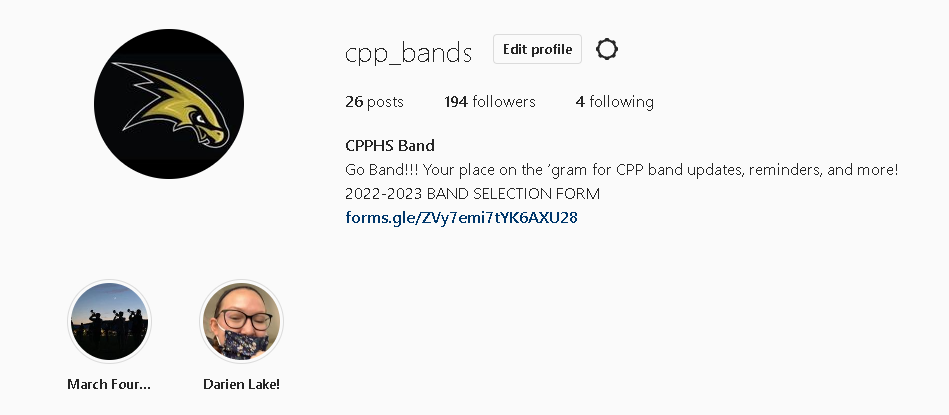 cpp_bands Edit profile
26 posts 194 followers 4 following
CPPHS Band
Go Band!!! Your place on the 'gram for CPP band updates, reminders, and more!
2022-2023 BAND SELECTION FORM
forms.gle/ZVy7emi7tYK6AXU28
March Four... Darien Lake!